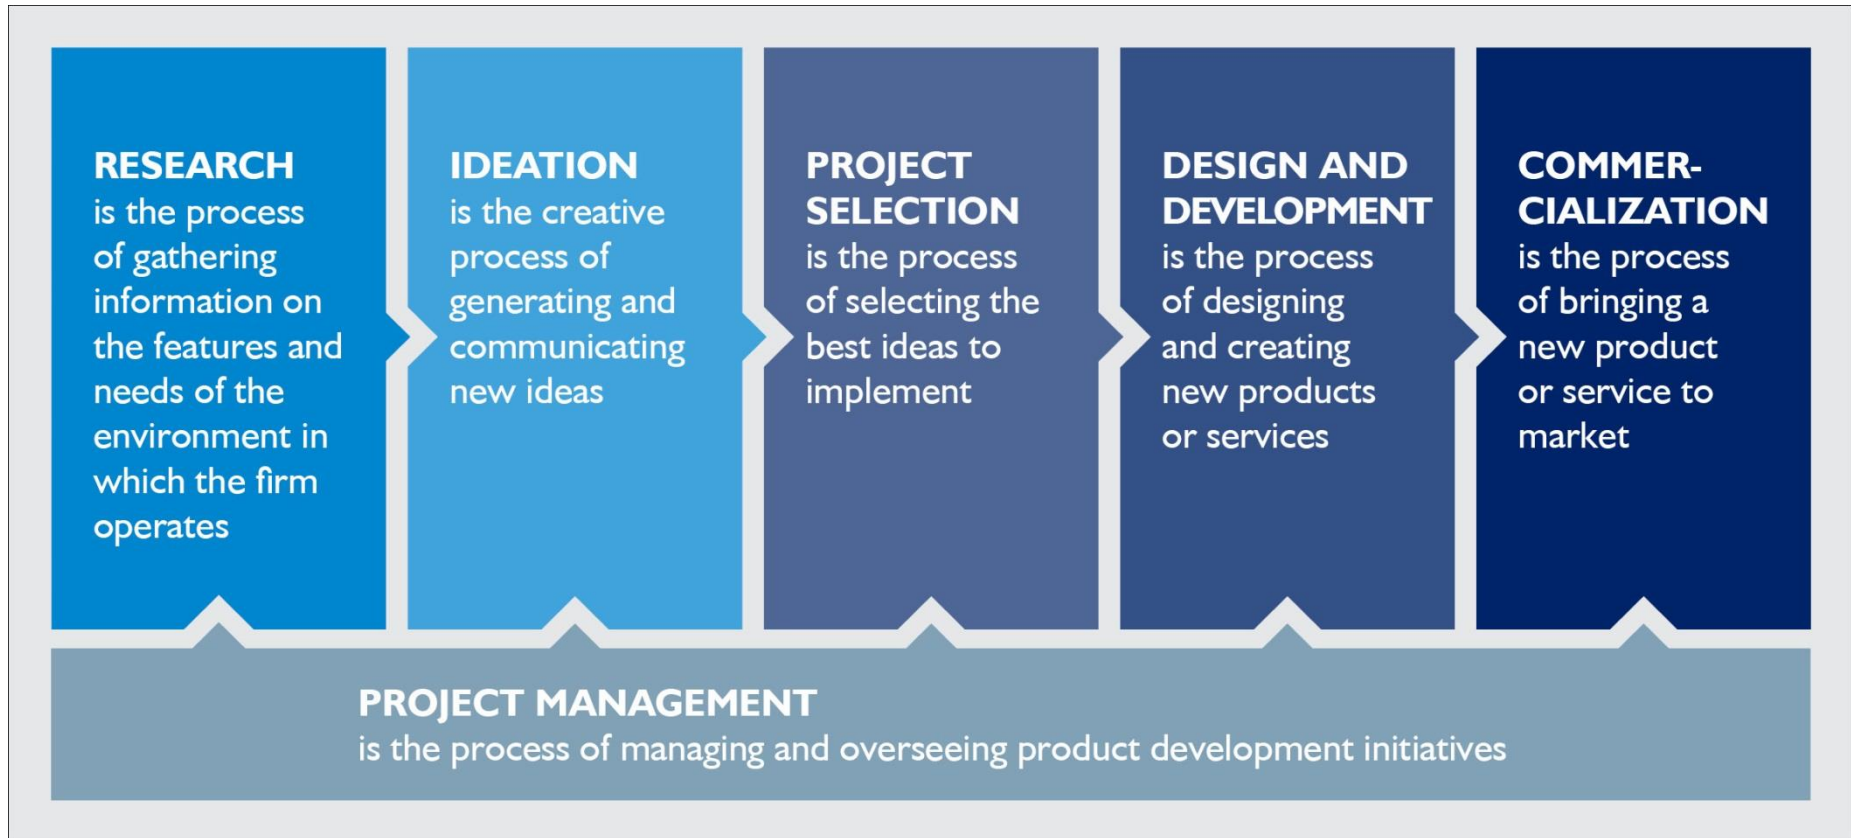 RESEARCH
is the process
of gathering
information on
the features and
needs of the
environment in
which the firm
operates
IDEATION
is the creative
process of
generating and
communicating
new ideas
PROJECT
SELECTION
is the process
of selecting the
best ideas to
implement
DESIGN AND
DEVELOPMENT
is the process
of designing
and creating
new products
or services
COMMER-
CIALIZATION
is the process
of bringing a
new product
or service to
market
PROJECT MANAGEMENT
is the process of managing and overseeing product development initiatives